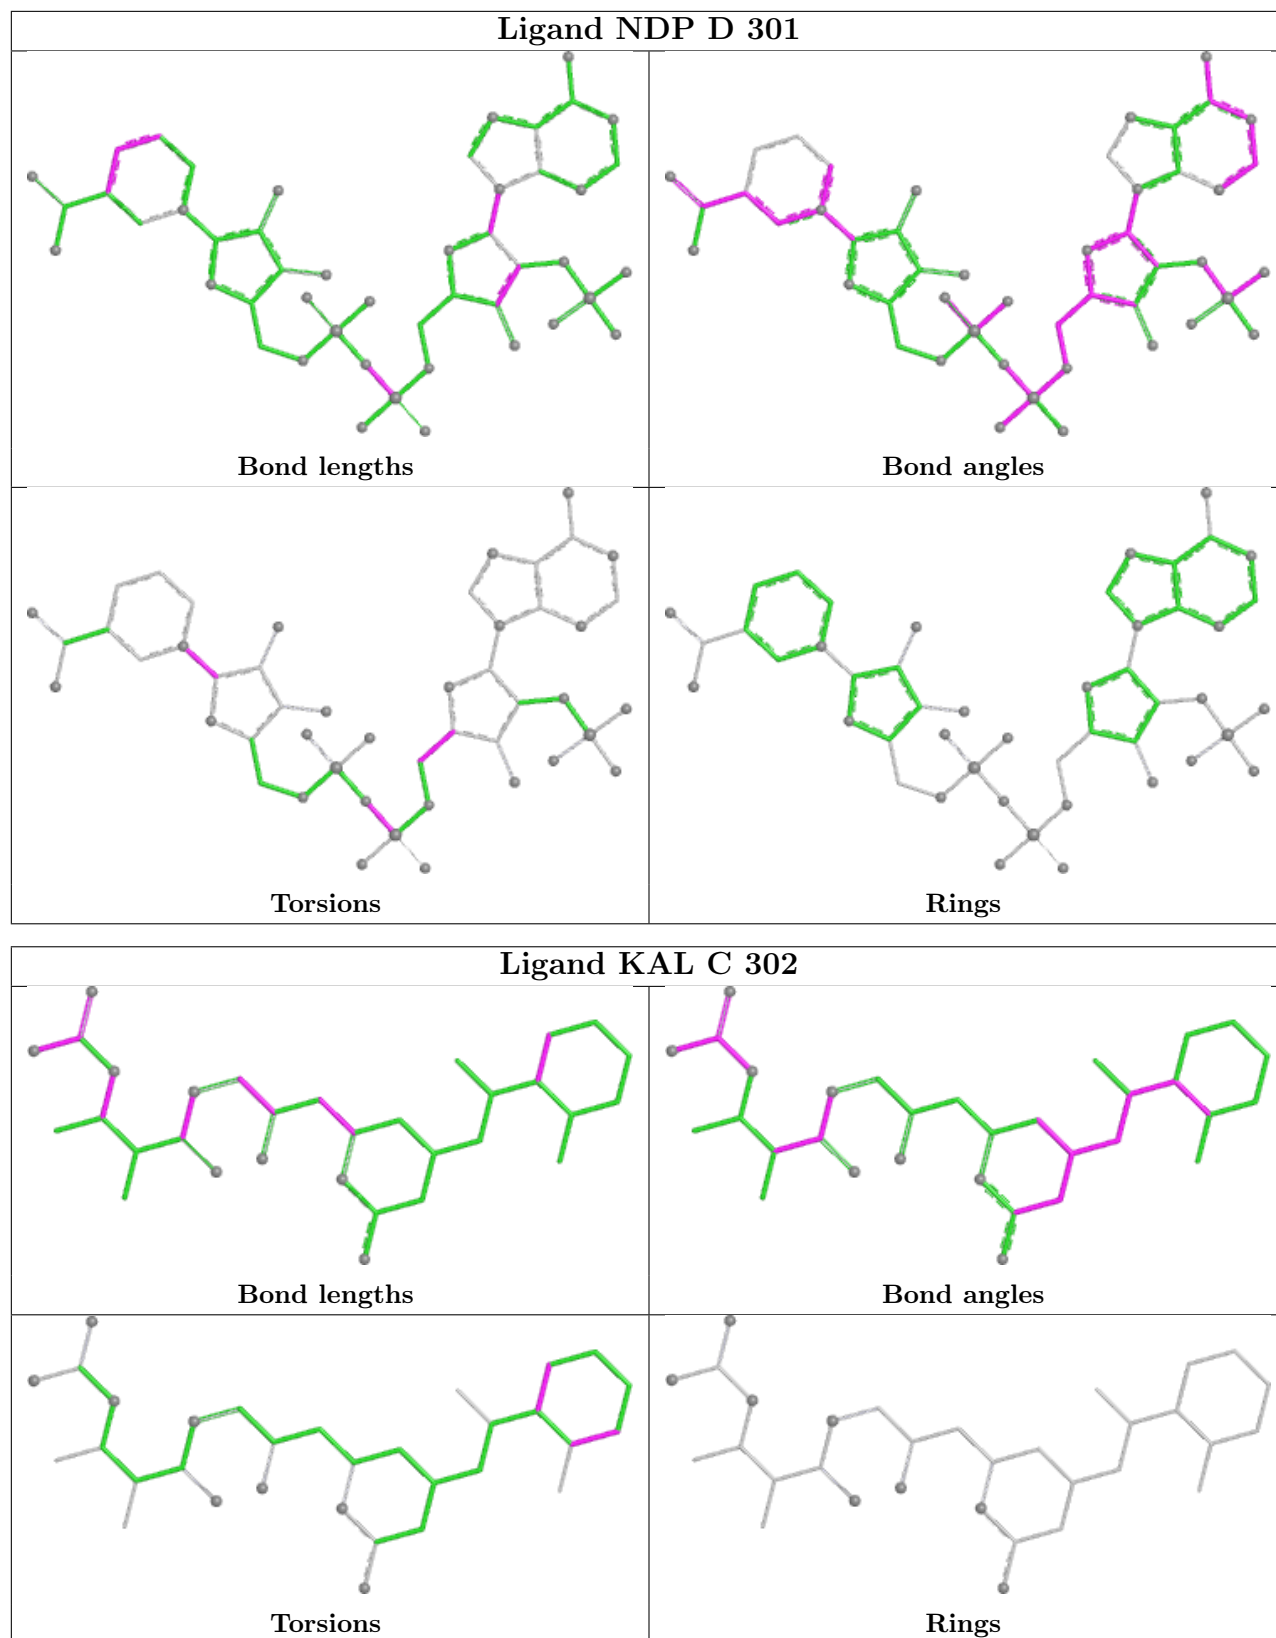 Ligand NDP D 301
Bond lengths
Bond angles
Torsions
Rings
Ligand KAL C 302
Bond lengths
Bond angles
Torsions
Rings